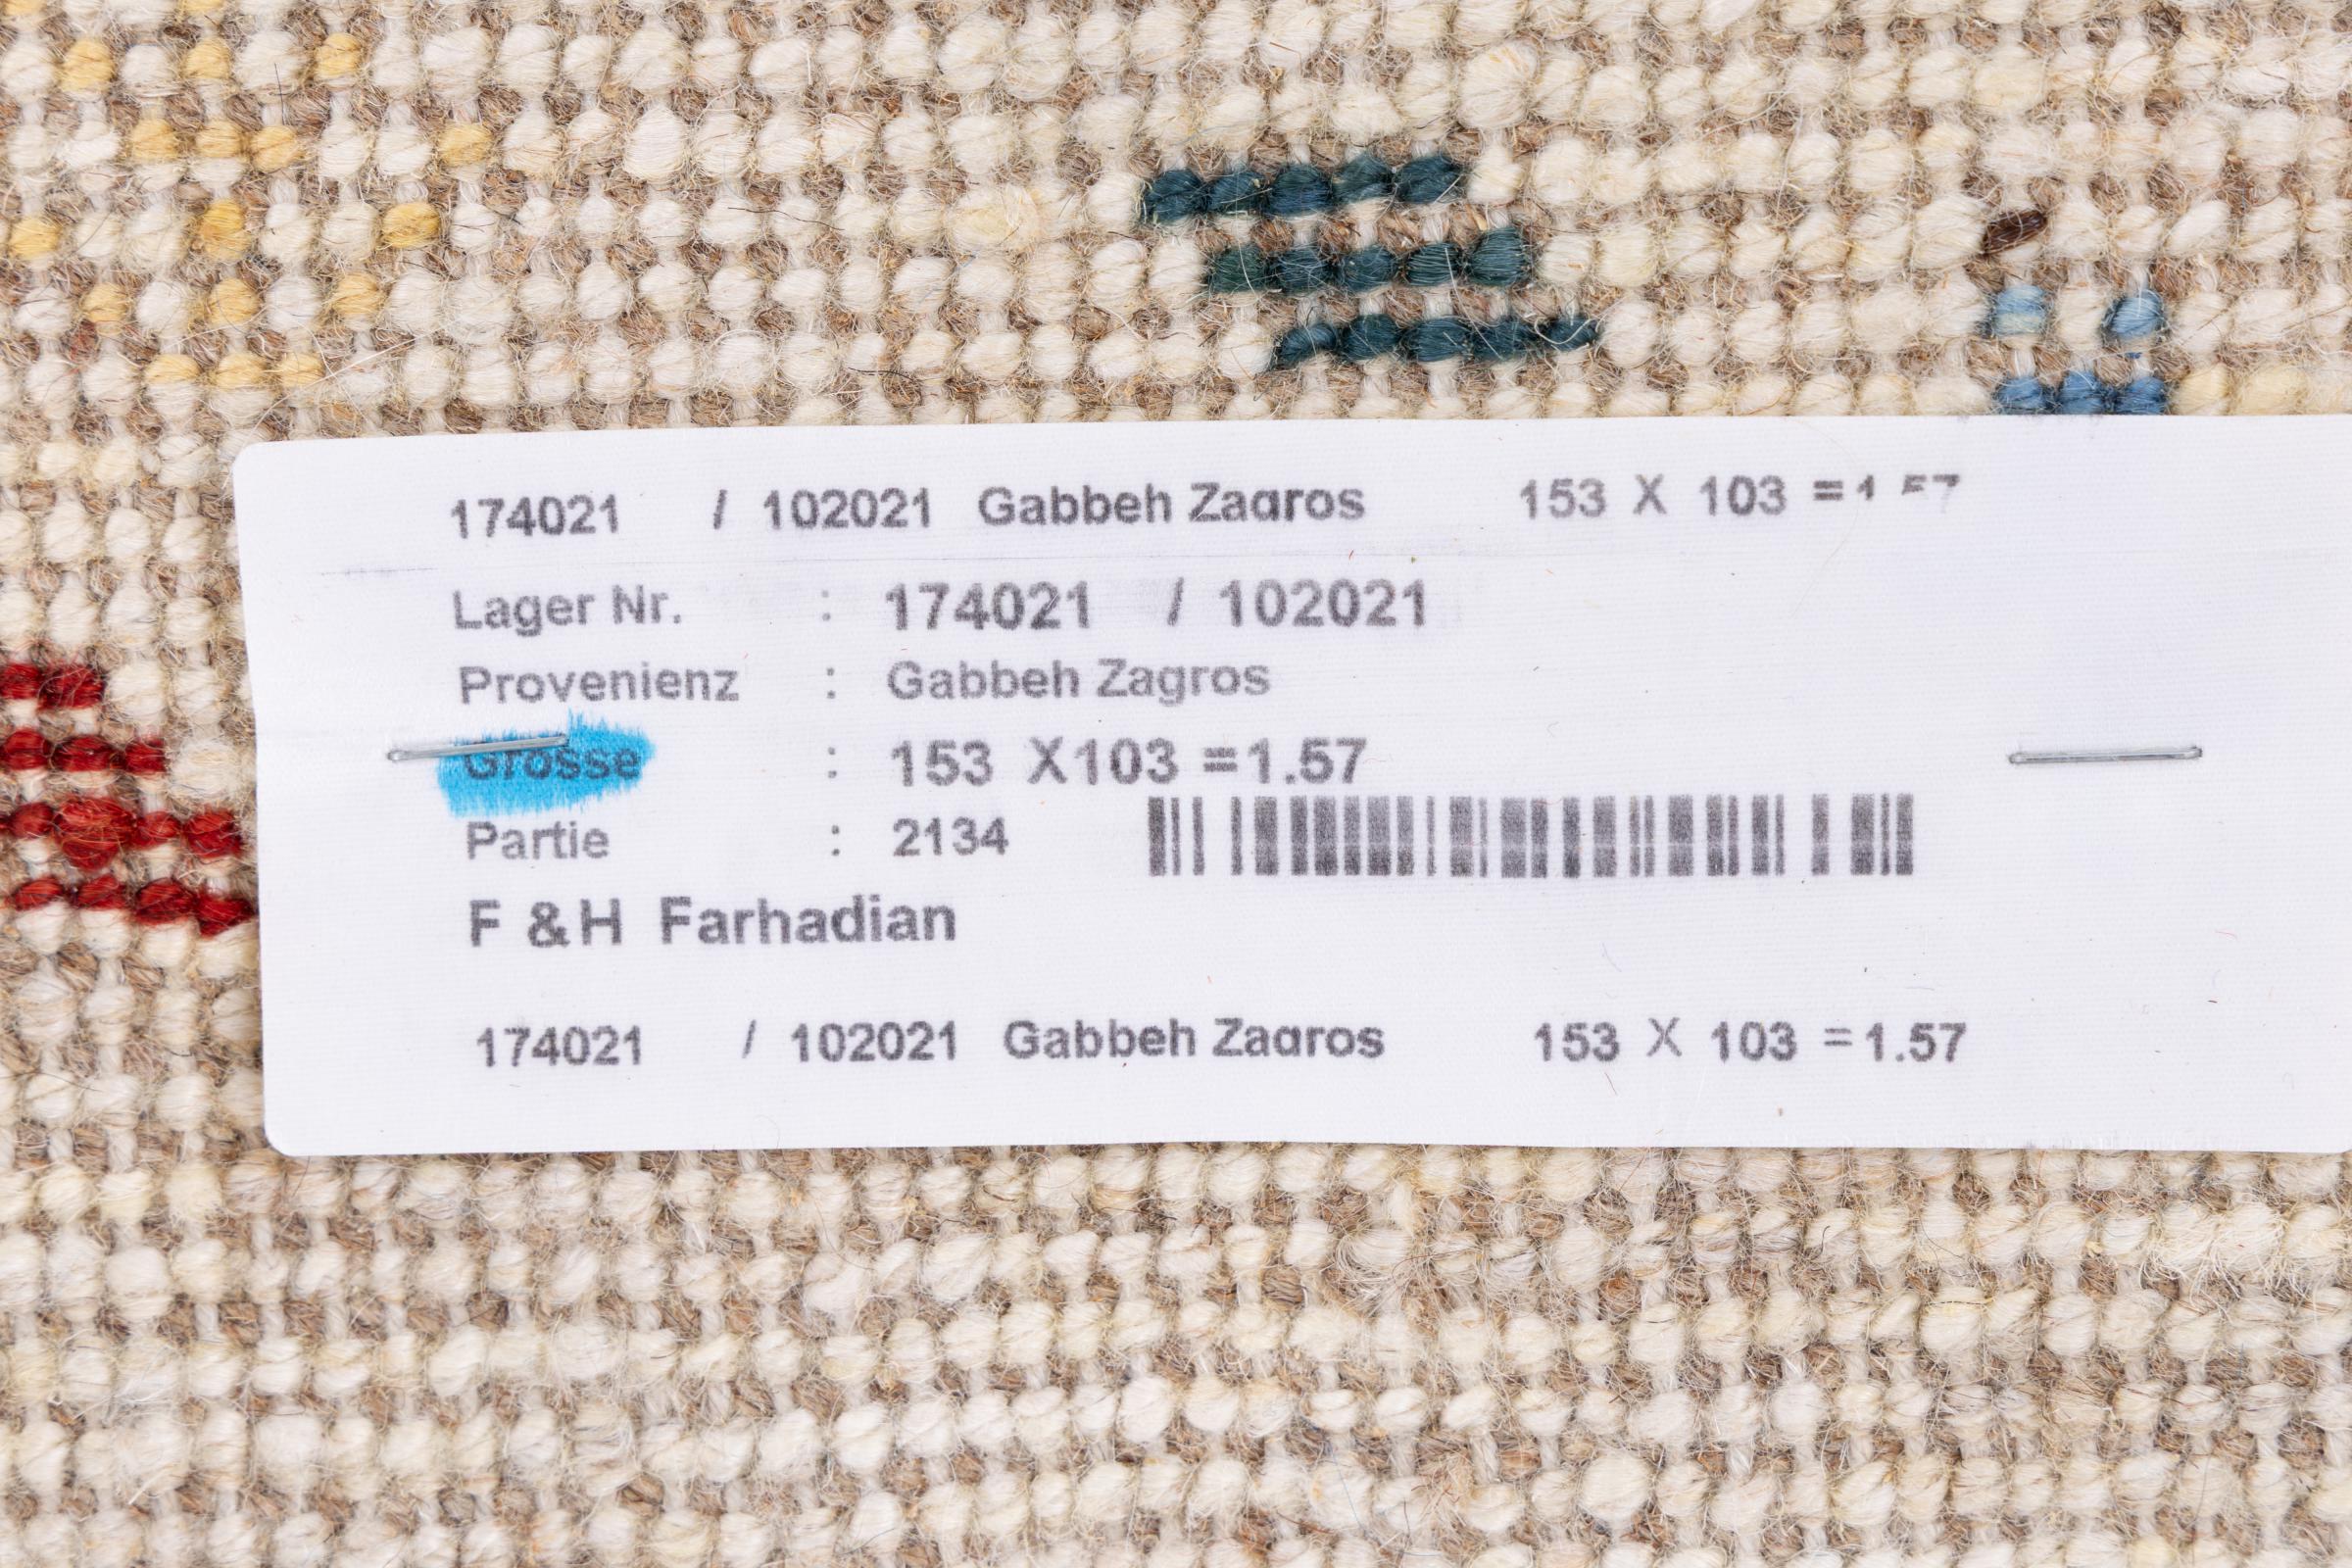 174021 / 102021 Gabbeh Zagros 153 X 103 =1.57
Lager Nr. : 174021 / 102021
Provenienz : Gabbeh Zagros
Grosse : 153 X103 =1.57
Partie : 2134
F &H Farhadian
174021 / 102021 Gabbeh Zagros 153 X 103 =1.57